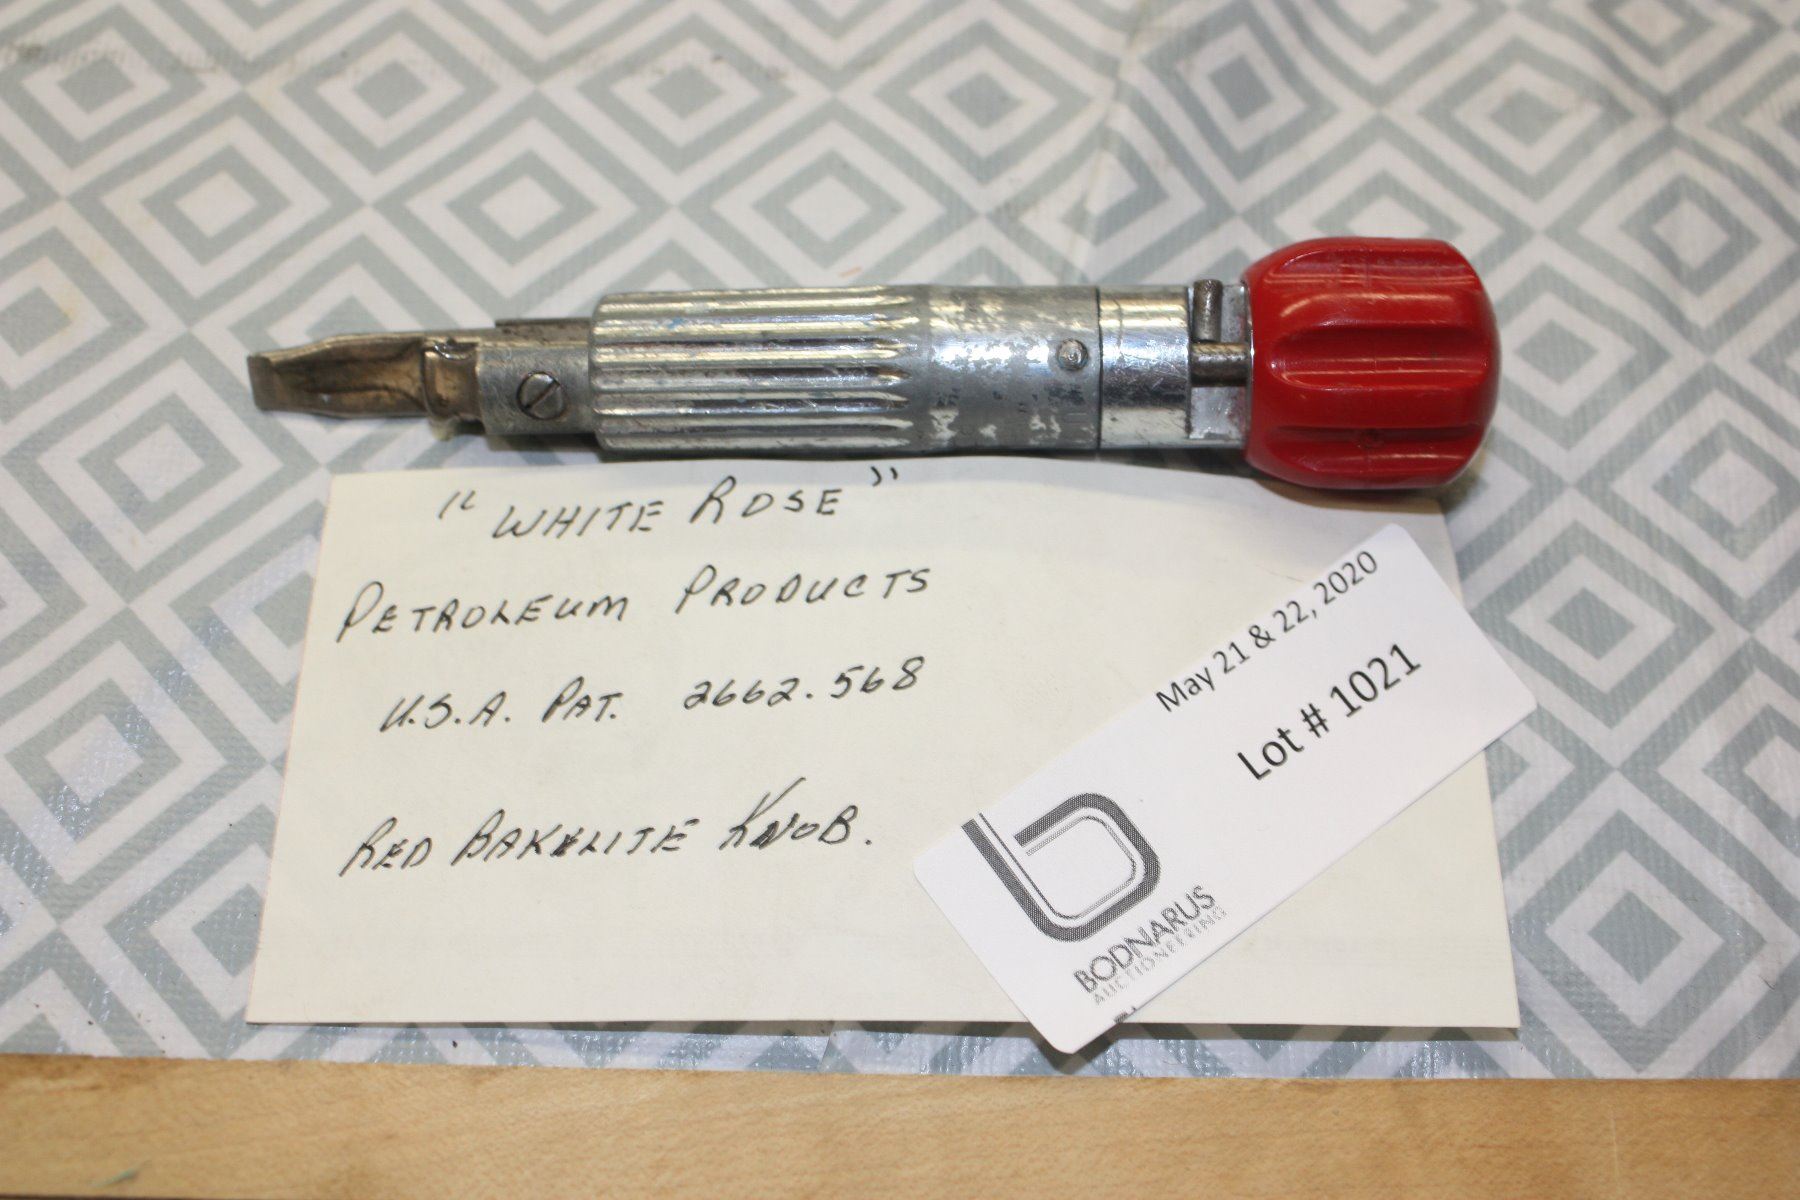 "WHITE ROSE"
PETROLEUM PRODUCTS
U.S.A. PAT. 2662.568
RED BAKELITE KNOB.
May 21 & 22, 2020
Lot # 1021
b
BODNARUS
AUCTIONEERING